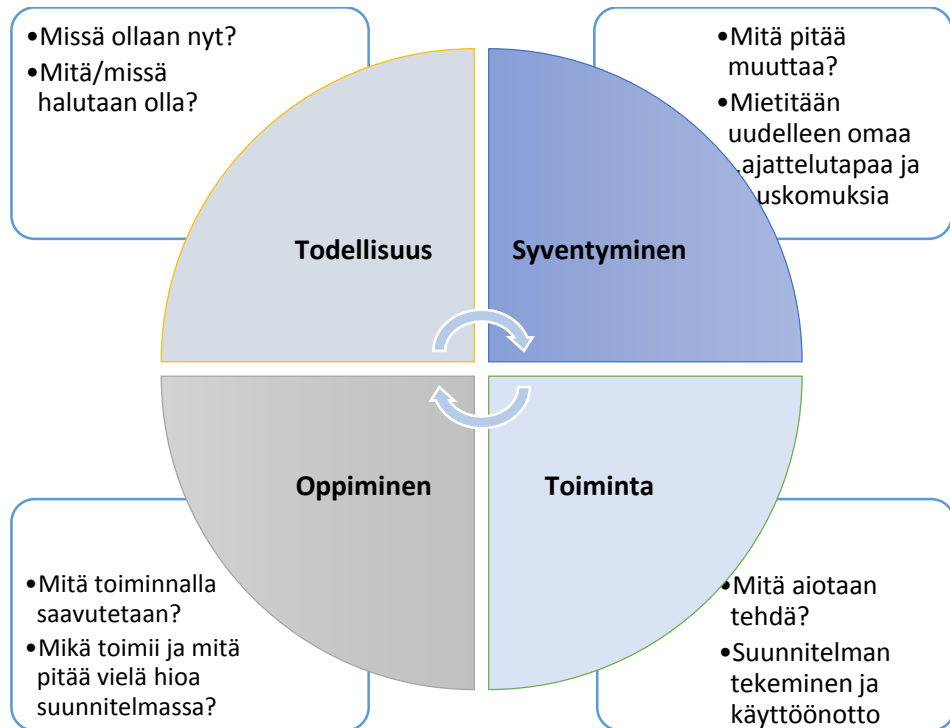 •Missä ollaan nyt?
•Mitä/missä
halutaan olla?
•Mitä pitää
muuttaa?
•Mietitään
uudelleen omaa
ajattelutapaa ja
uskomuksia
Todellisuus
Syventyminen
Oppiminen
Toiminta
•Mitä toiminnalla
saavutetaan?
•Mikä toimii ja mitä
pitää vielä hioa
suunnitelmassa?
•Mitä aiotaan
tehdä?
•Suunnitelman
tekeminen ja
käyttöönotto